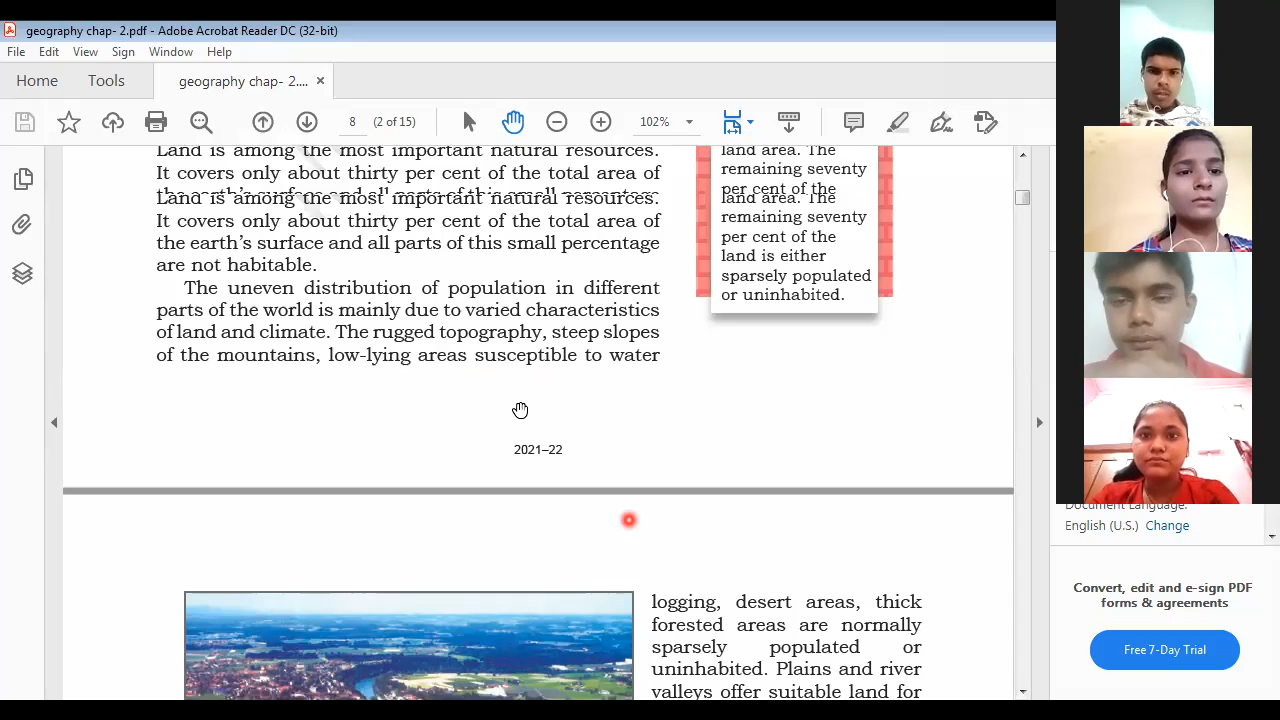 geography chap- 2.pdf - Adobe Acrobat Reader DC (32-bit)
File Edit View Sign Window Help
Home Tools geography chap- 2.... ×
8 (2 of 15) 102%
Land is among the most important natural resources.
It covers only about thirty per cent of the total area of
Land is among the most important natural resources.
It covers only about thirty per cent of the total area of
the earth's surface and all parts of this small percentage
are not habitable.
The uneven distribution of population in different
parts of the world is mainly due to varied characteristics
of land and climate. The rugged topography, steep slopes
of the mountains, low-lying areas susceptible to water
land area. The
remaining seventy
per cent of the
land area. The
remaining seventy
per cent of the
land is either
sparsely populated
or uninhabited.
2021–22
logging, desert areas, thick
forested areas are normally
sparsely populated or
uninhabited. Plains and river
valleys offer suitable land for
Document Language:
English (U.S.) Change
Convert, edit and e-sign PDF
forms & agreements
Free 7-Day Trial